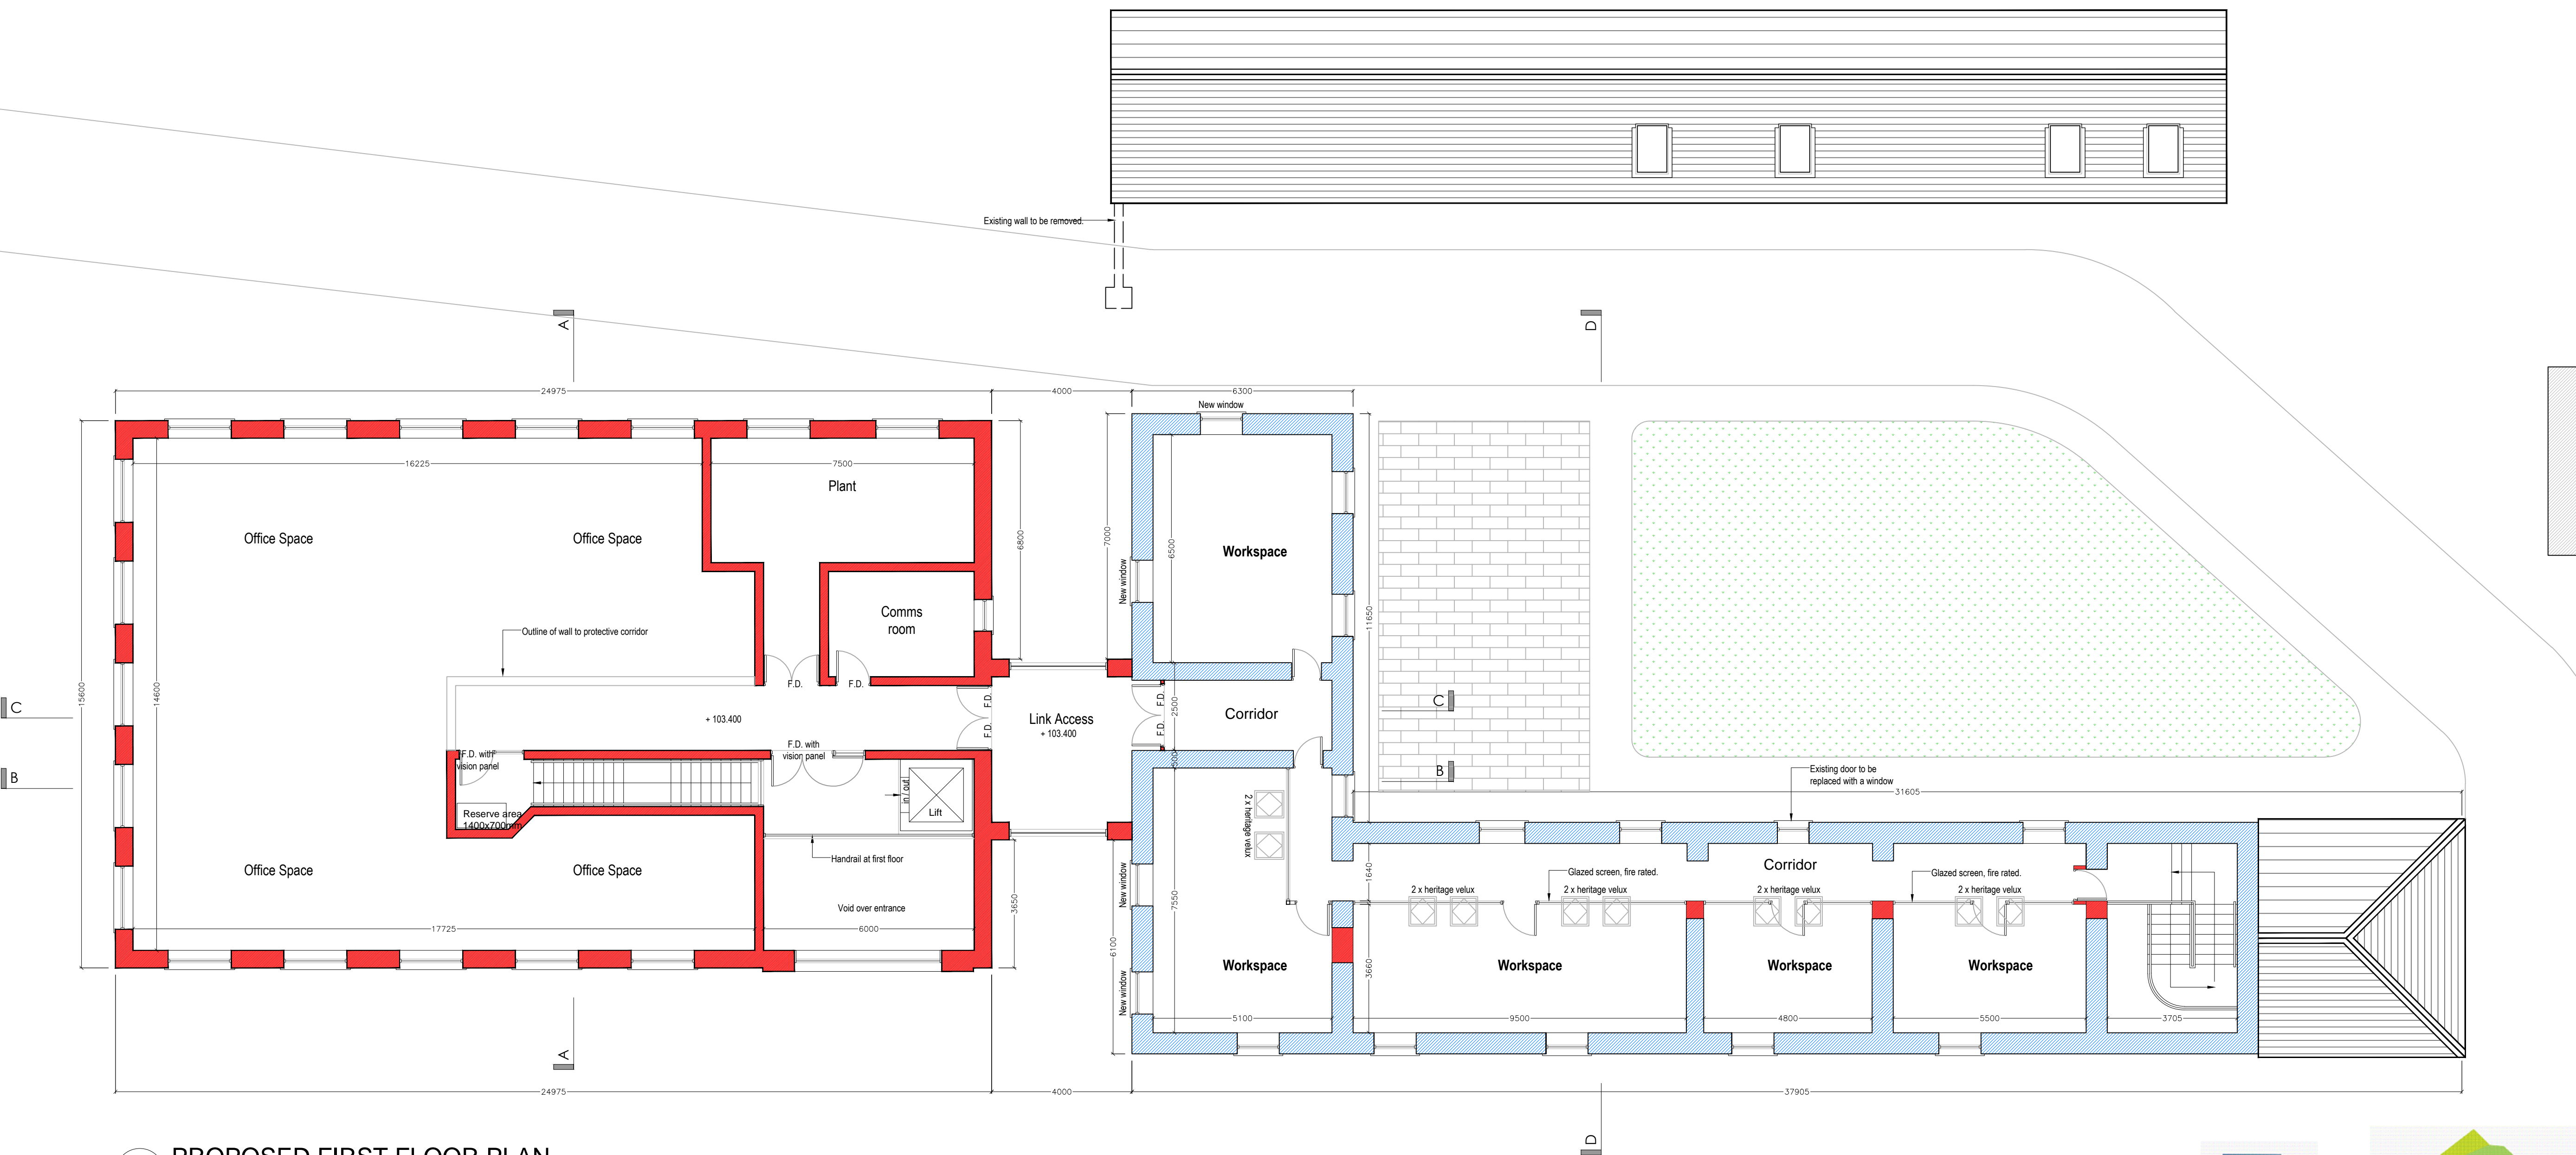 Existing wall to be removed.
A
D
24975
4000
6300
New window
16225
7500
Plant
6800
7000
6500
New window
11650
Office Space
Office Space
Workspace
Comms
room
Outline of wall to protective corridor
15600
14600
F.D.
F.D.
F.D.
F.D.
F.D.
F.D.
C
+ 103.400
Link Access
+ 103.400
2500
Corridor
C
F.D. with
vision panel
F.D. with
vision panel
500
B
B
Existing door to be
replaced with a window
31605
in / out
Lift
Reserve area
1400x700mm
2 x heritage velux
Handrail at first floor
Office Space
Office Space
Void over entrance
3650
New window
7550
1640
Glazed screen, fire rated.
Corridor
Glazed screen, fire rated.
2 x heritage velux
2 x heritage velux
2 x heritage velux
2 x heritage velux
17725
6000
6100
3660
Workspace
Workspace
Workspace
Workspace
New window
5100
9500
4800
5500
3705
A
24975
4000
37905
D
PROPOSED FIRST FLOOR PLAN